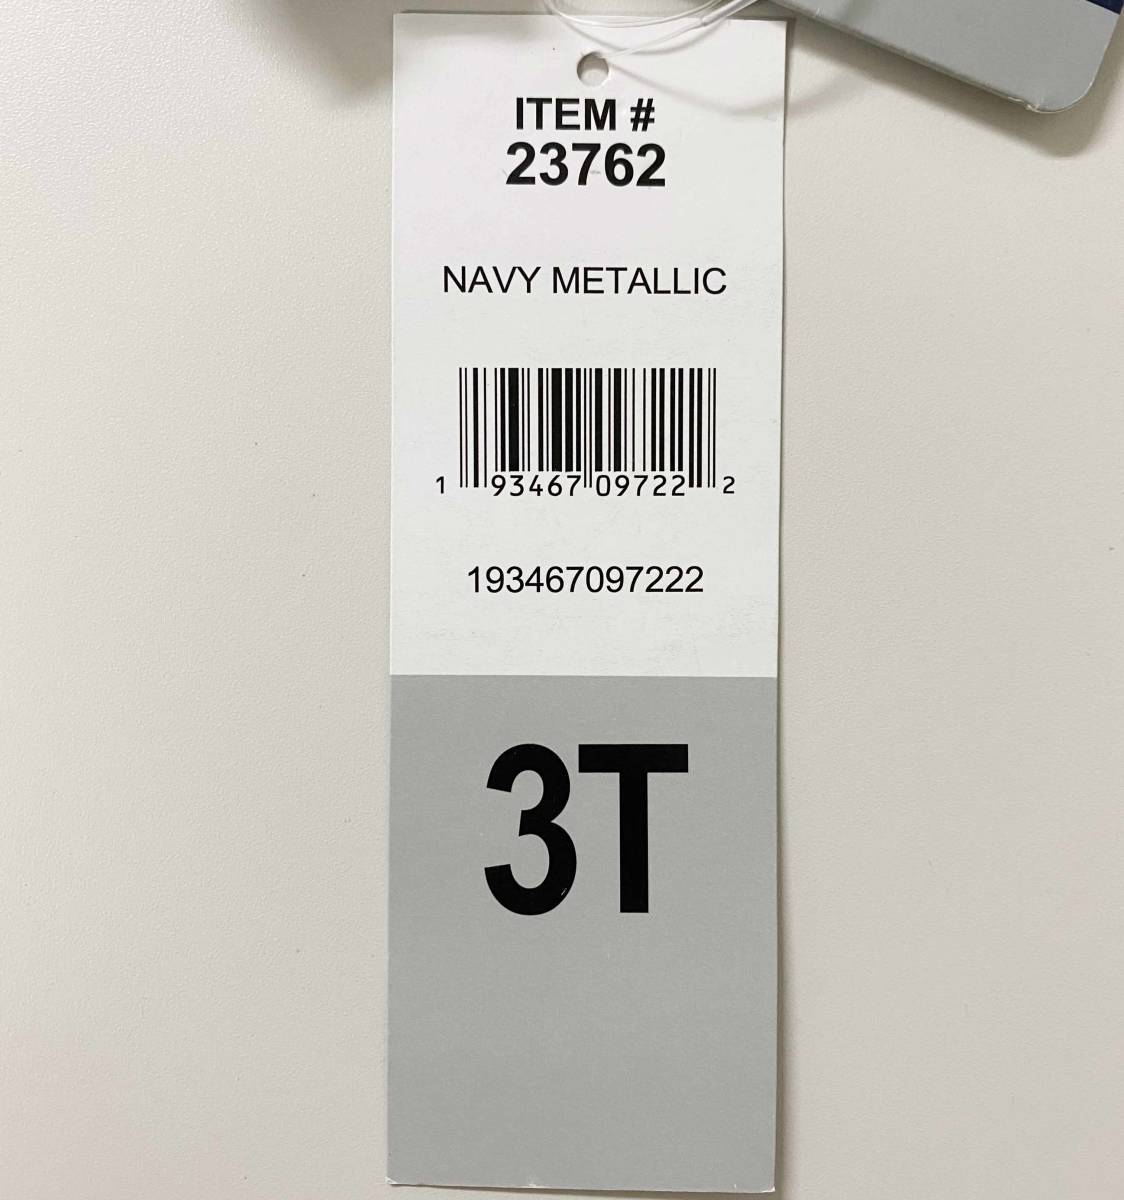 ITEM #
23762
NAVY METALLIC
1 93467 09722 2
193467097222
3T